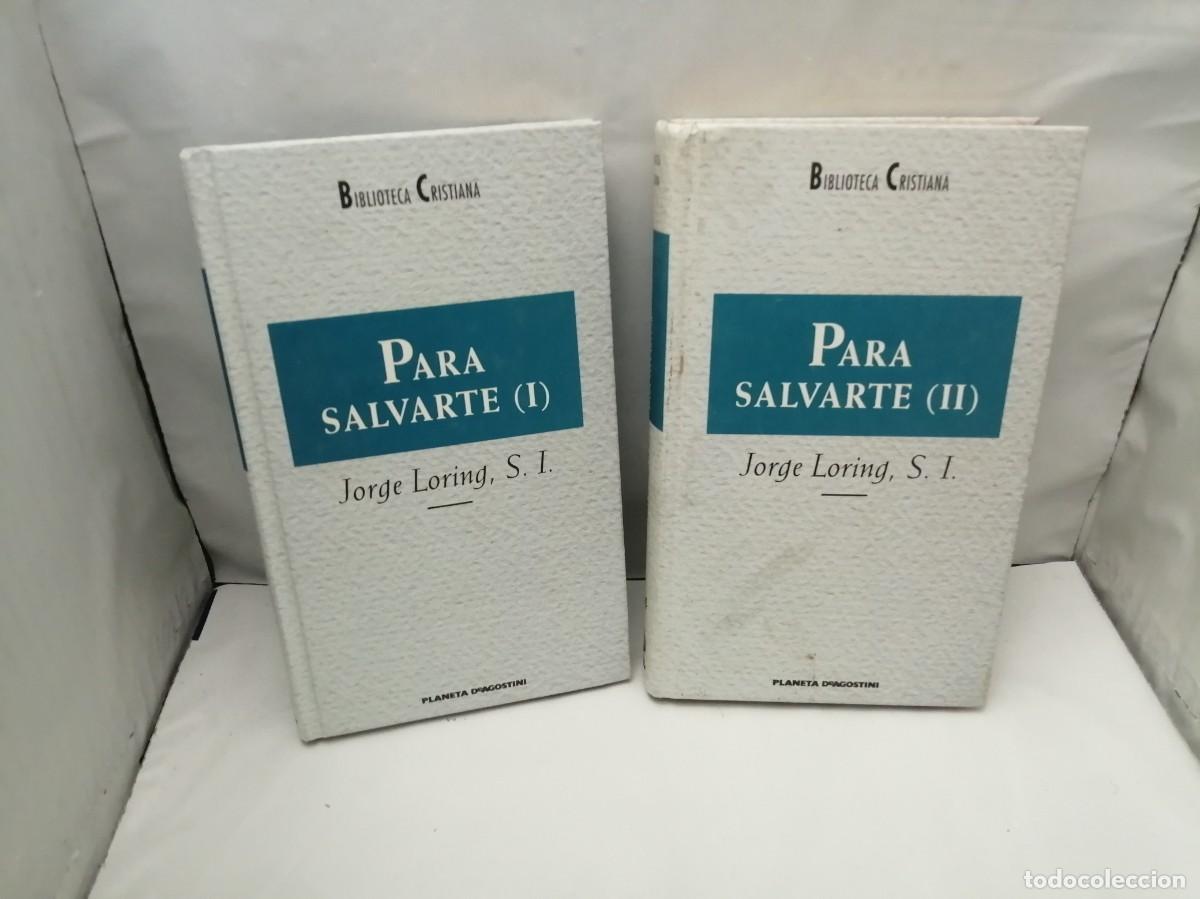 BIBLIOTECA CRISTIANA
PARA
SALVARTE (I)
Jorge Loring, S. I.
PLANETA DEAGOSTINI
BIBLIOTECA CRISTIANA
PARA
SALVARTE (II)
Jorge Loring, S. I.
PLANETA DEAGOSTINI
todocoleccion